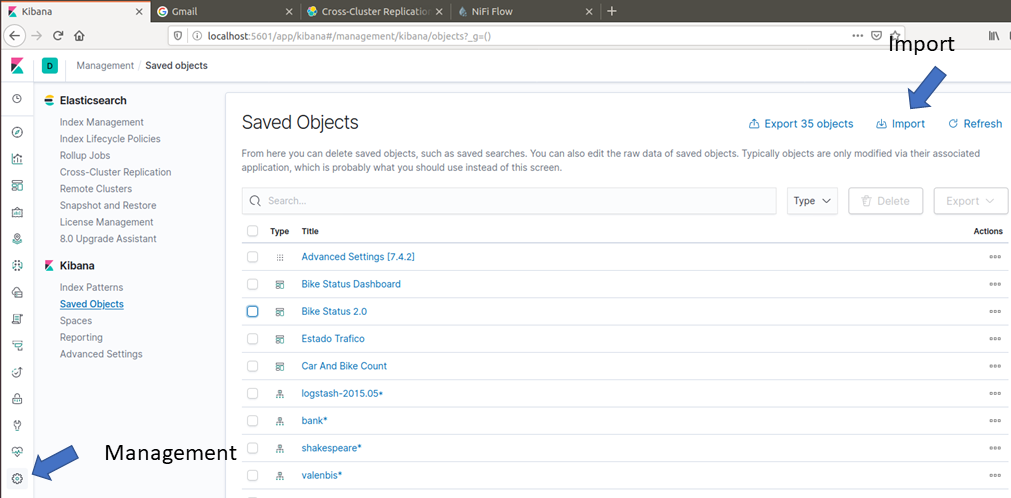 Kibana
Gmail
Cross-Cluster Replication
NiFi Flow
localhost:5601/app/kibana#/management/kibana/objects?_g=()
Import
D
Management / Saved objects
Elasticsearch
Index Management
Index Lifecycle Policies
Rollup Jobs
Cross-Cluster Replication
Remote Clusters
Snapshot and Restore
License Management
8.0 Upgrade Assistant
Kibana
Index Patterns
Saved Objects
Spaces
Reporting
Advanced Settings
Management
Saved Objects
Export 35 objects
Import
Refresh
From here you can delete saved objects, such as saved searches. You can also edit the raw data of saved objects. Typically objects are only modified via their associated
application, which is probably what you should use instead of this screen.
Search...
Type
Delete
Export
Type Title Actions
Advanced Settings [7.4.2]
Bike Status Dashboard
Bike Status 2.0
Estado Trafico
Car And Bike Count
logstash-2015.05*
bank*
shakespeare*
valenbis*